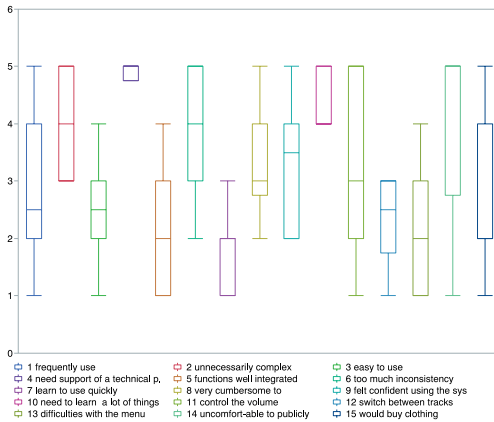 6
5
4
3
2
1
0
1 frequently use 2 unnecessarily complex 3 easy to use
4 need support of a technical p, 5 functions well integrated 6 too much inconsistency
7 learn to use quickly 8 very cumbersome to 9 felt confident using the sys
10 need to learn a lot of things 11 control the volume 12 switch between tracks
13 difficulties with the menu 14 uncomfort-able to publicly 15 would buy clothing